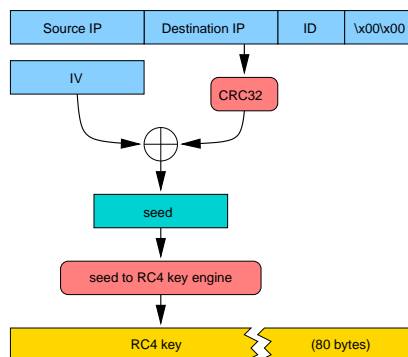 Source IP Destination IP ID \x00\x00
IV
CRC32
seed
seed to RC4 key engine
RC4 key (80 bytes)